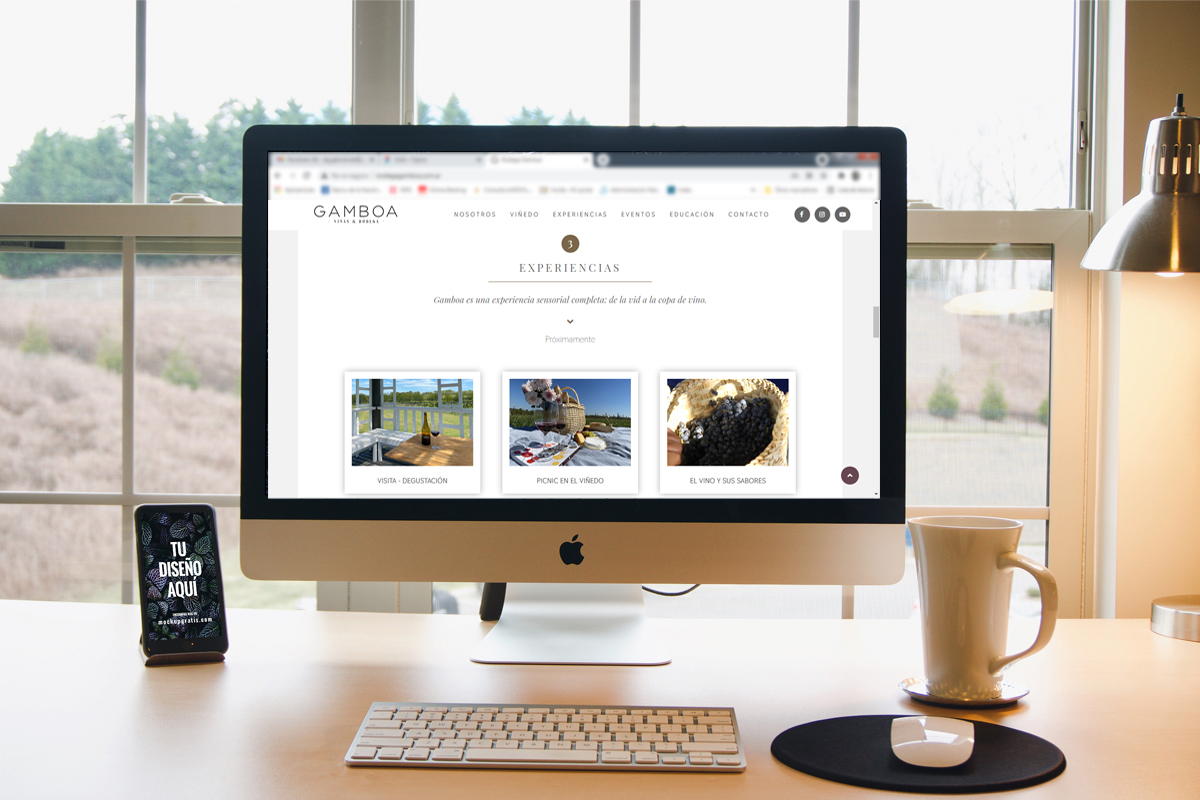 GAMBOA
VIÑAS & BODEGA
NOSOTROS VIÑEDO EXPERIENCIAS EVENTOS EDUCACIÓN CONTACTO
3
EXPERIENCIAS
Gamboa es una experiencia sensorial completa: de la vid a la copa de vino.
Próximamente
VISITA - DEGUSTACIÓN
PICNIC EN EL VIÑEDO
EL VINO Y SUS SABORES
TU
DISEÑO
AQUÍ
mockupgratis.com